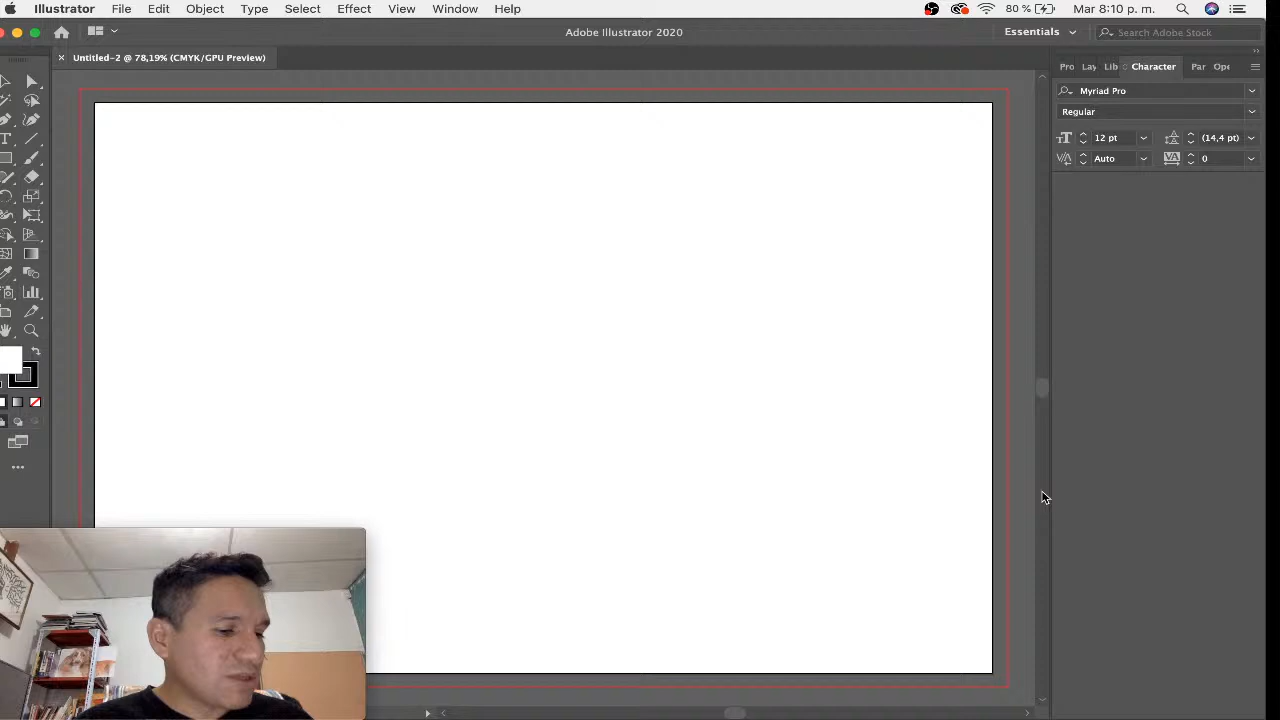 Illustrator File Edit Object Type Select Effect View Window Help 80 % Mar 8:10 p. m.
Adobe Illustrator 2020 Essentials Search Adobe Stock
× Untitled-2 @ 78,19% (CMYK/GPU Preview)
Pro Lay Lib Character Par Ope
Myriad Pro
Regular
12 pt (14,4 pt)
Auto 0